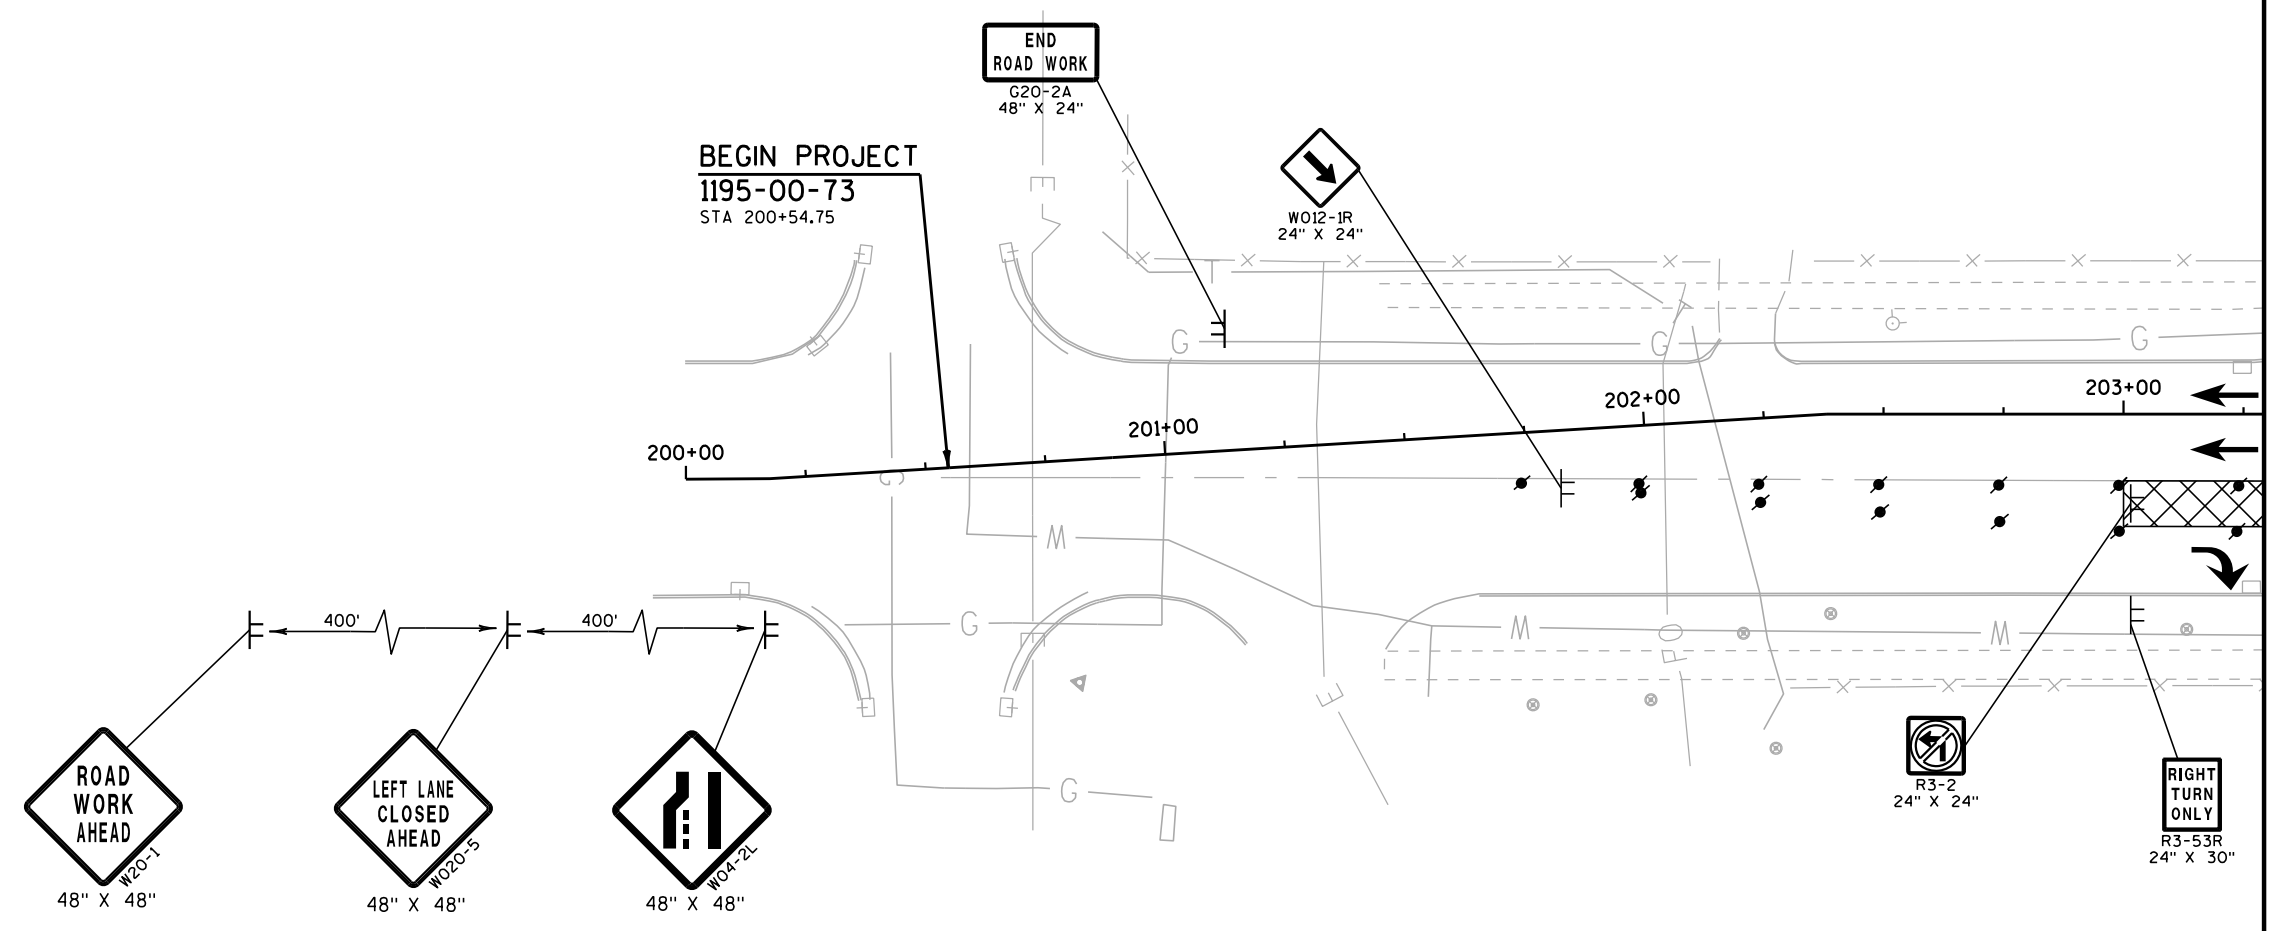 END
ROAD WORK
G20-2A
48" X 24"
BEGIN PROJECT
1195-00-73
STA 200+54.75
WO12-1R
24" X 24"
E
T
G
G
G
T
203+00
202+00
201+00
200+00
G
M
400'
400'
G
M
M
O
T
E
G
ROAD
WORK
AHEAD
W20-1
48" X 48"
LEFT LANE
CLOSED
AHEAD
WO20-5
48" X 48"
WO4-2L
48" X 48"
R3-2
24" X 24"
RIGHT
TURN
ONLY
R3-53R
24" X 30"